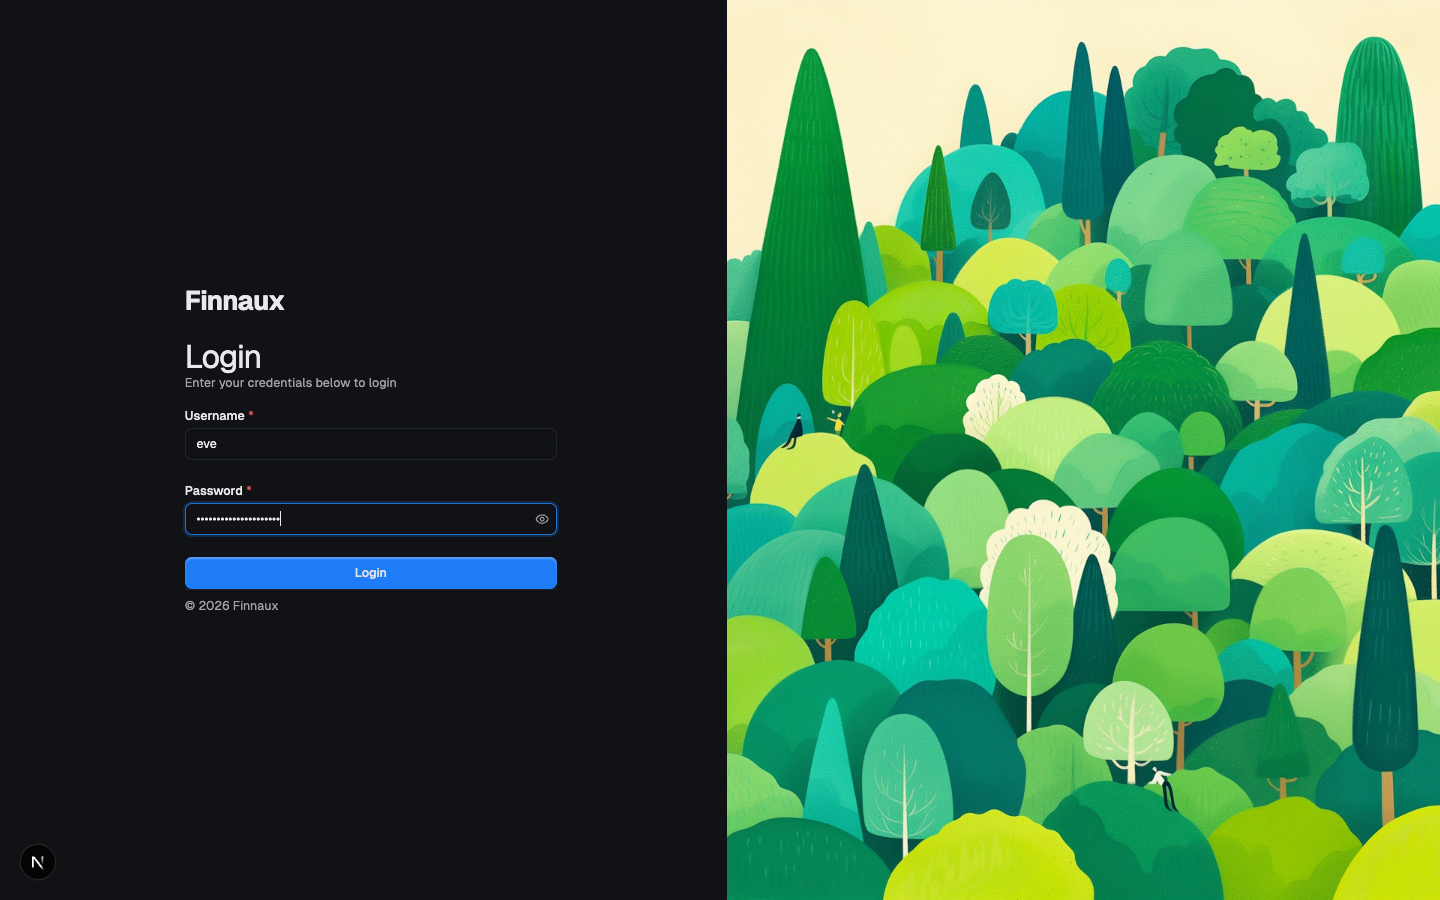 Finnaux
Login
Enter your credentials below to login
Username *
eve
Password *
•••••••••••••••••••••
Login
© 2026 Finnaux
N